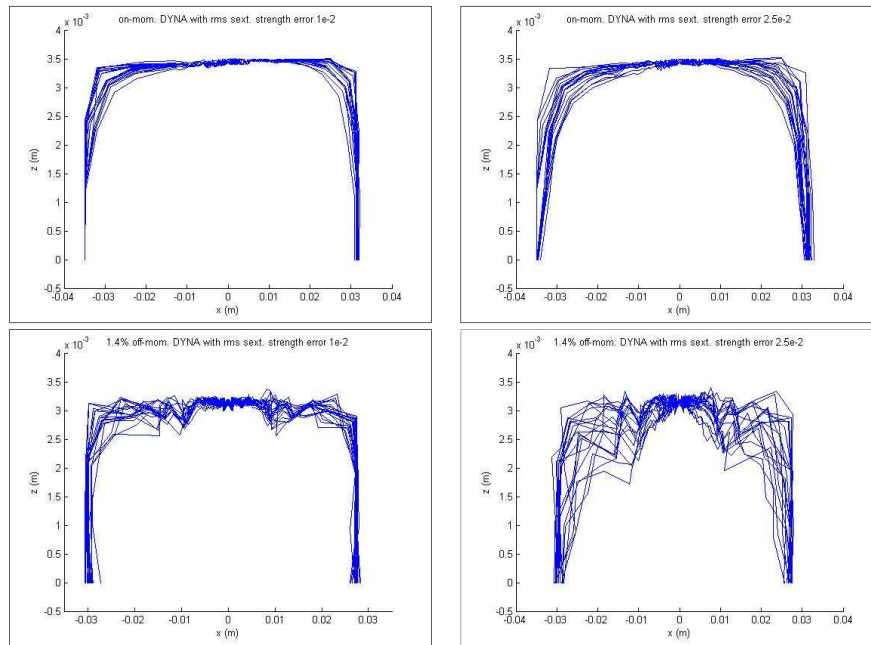 on-mom. DYNA with rms sext. strength error 1e-2
x 10⁻³
4
3.5
3
2.5
2
1.5
1
0.5
0
-0.5
z (m)
-0.04 -0.03 -0.02 -0.01 0 0.01 0.02 0.03 0.04
x (m)
on-mom. DYNA with rms sext. strength error 2.5e-2
x 10⁻³
4
3.5
3
2.5
2
1.5
1
0.5
0
-0.5
z (m)
-0.04 -0.03 -0.02 -0.01 0 0.01 0.02 0.03 0.04
x (m)
1.4% off-mom. DYNA with rms sext. strength error 1e-2
x 10⁻³
4
3.5
3
2.5
2
1.5
1
0.5
0
-0.5
z (m)
-0.03 -0.02 -0.01 0 0.01 0.02 0.03
x (m)
1.4% off-mom. DYNA with rms sext. strength error 2.5e-2
x 10⁻³
4
3.5
3
2.5
2
1.5
1
0.5
0
-0.5
z (m)
-0.04 -0.03 -0.02 -0.01 0 0.01 0.02 0.03 0.04
x (m)